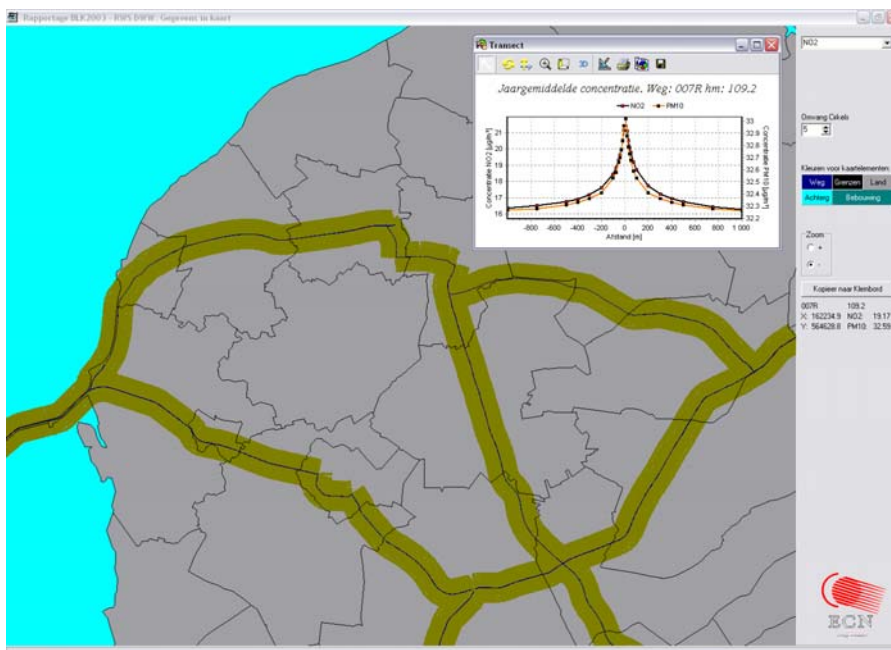 Rapportage BLK2003 - RWS DWW: Gegevens in kaart
NO2
Omvang Cirkels
5
Kleuren voor kaartelementen:
Weg Grenzen Land
Achterg Bebouwing
Zoom
+
-
Kopieer naar Klembord
007R 109.2
X: 162234.9 NO2: 19.17
Y: 564628.8 PM10: 32.59
ECN
Transect
3D
Jaargemiddelde concentratie. Weg: 007R hm: 109.2
NO2 PM10
Concentratie NO2 [µg/m³]
21
20
19
18
17
16
33
32.9
32.8
32.7
32.6
32.5
32.4
32.3
32.2
Concentratie PM10 [µg/m³]
-800 -600 -400 -200 0 200 400 600 800 1 000
Afstand [m]